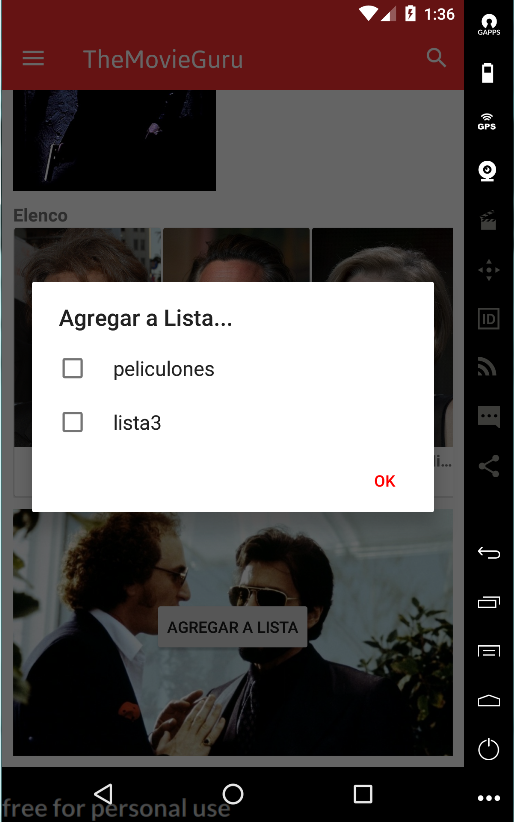 1:36
TheMovieGuru
GAPPS
GPS
Elenco
Agregar a Lista...
peliculones
ID
lista3
OK
AGREGAR A LISTA
free for personal use